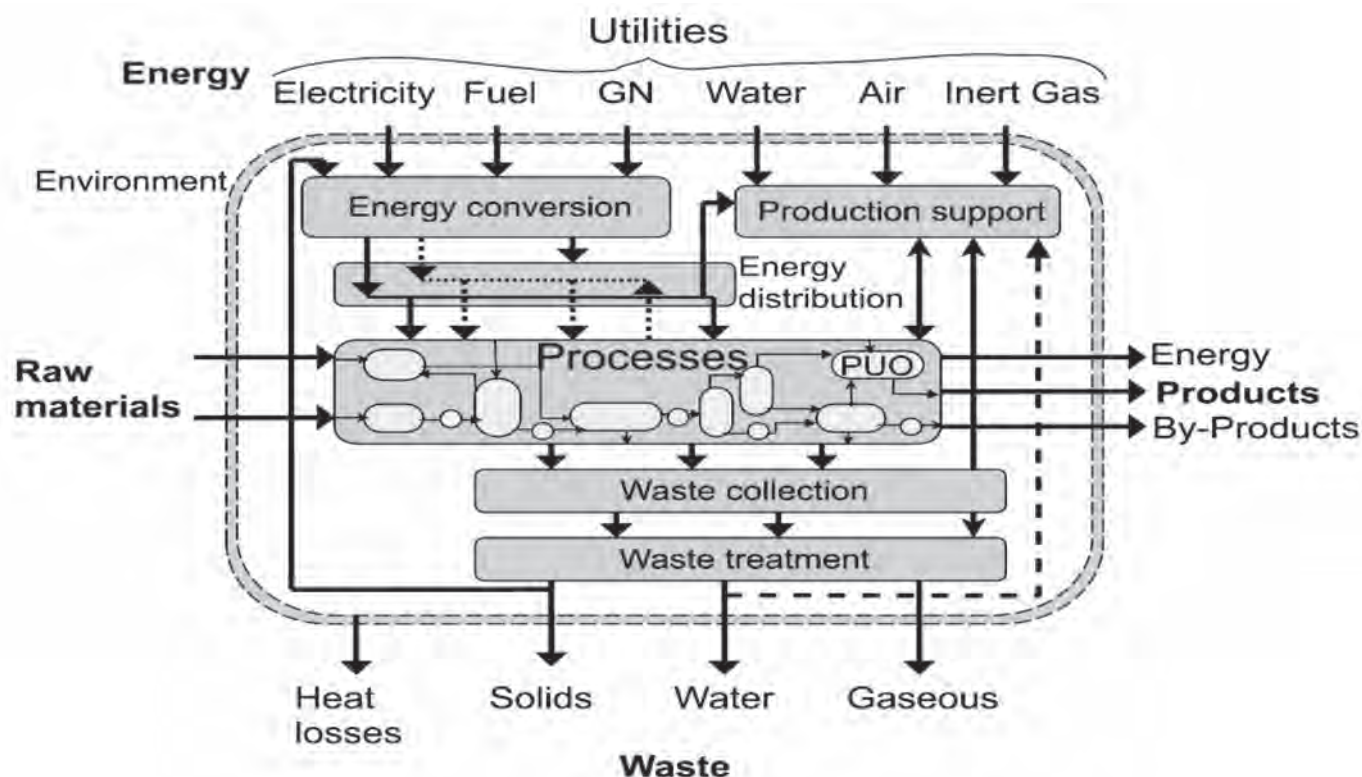 Utilities
Energy
Electricity Fuel GN Water Air Inert Gas
Environment
Energy conversion
Production support
Energy
distribution
Processes
PUO
Raw
materials
Energy
Products
By-Products
Waste collection
Waste treatment
Heat
losses
Solids
Water
Gaseous
Waste